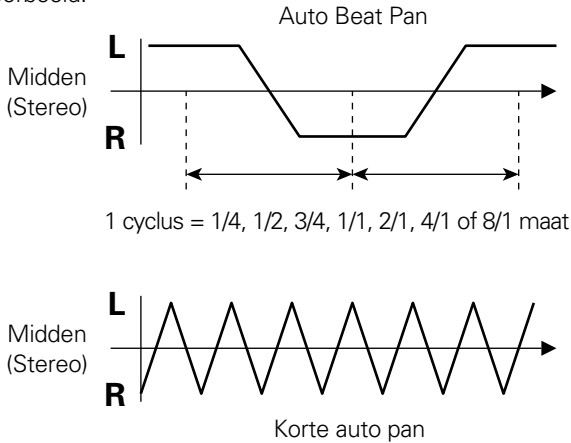 Auto Beat Pan
L
Midden
(Stereo)
R
1 cyclus = 1/4, 1/2, 3/4, 1/1, 2/1, 4/1 of 8/1 maat
L
Midden
(Stereo)
R
Korte auto pan